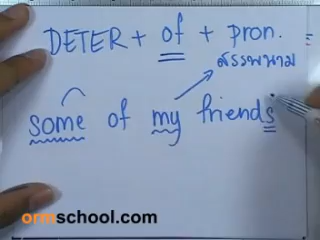 DETER + of + pron.
สรรพนาม
some of my friends
ormschool.com